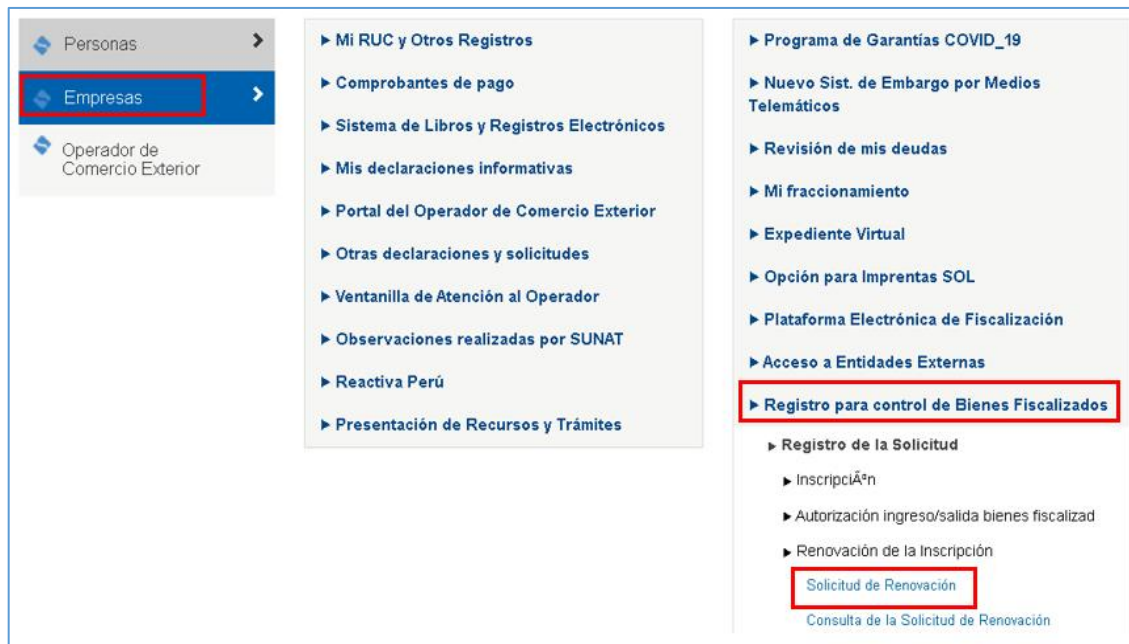 Personas
Empresas
Operador de
Comercio Exterior
Mi RUC y Otros Registros
Comprobantes de pago
Sistema de Libros y Registros Electrónicos
Mis declaraciones informativas
Portal del Operador de Comercio Exterior
Otras declaraciones y solicitudes
Ventanilla de Atención al Operador
Observaciones realizadas por SUNAT
Reactiva Perú
Presentación de Recursos y Trámites
Programa de Garantías COVID_19
Nuevo Sist. de Embargo por Medios
Telemáticos
Revisión de mis deudas
Mi fraccionamiento
Expediente Virtual
Opción para Imprentas SOL
Plataforma Electrónica de Fiscalización
Acceso a Entidades Externas
Registro para control de Bienes Fiscalizados
Registro de la Solicitud
InscripciÃªn
Autorización ingreso/salida bienes fiscalizad
Renovación de la Inscripción
Solicitud de Renovación
Consulta de la Solicitud de Renovación